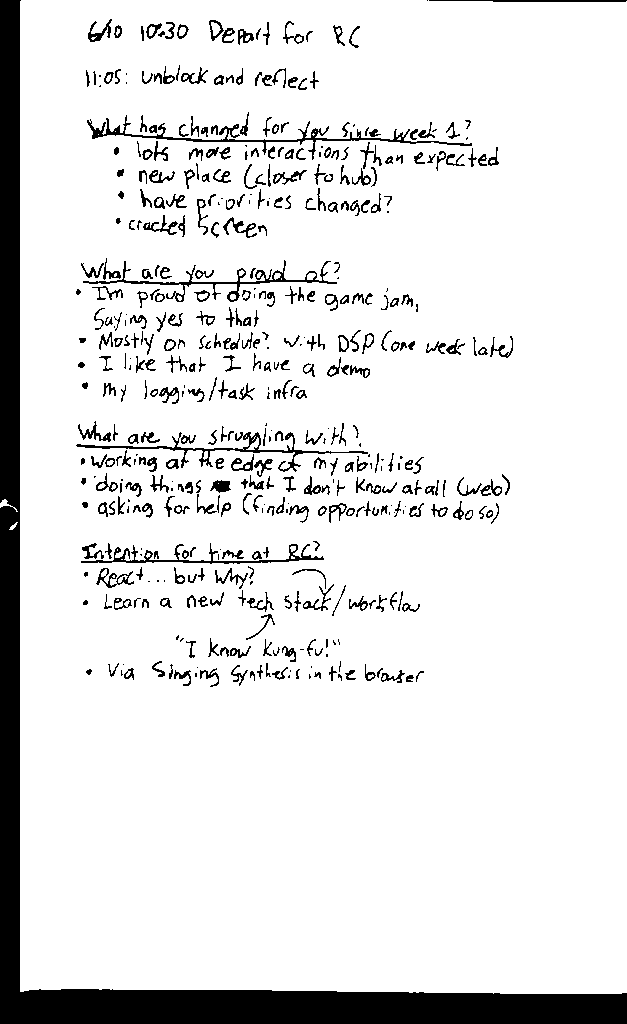 6/10 10:30 Depart for RC
11:05: unblock and reflect
What has changed for you since week 1?
• lots more interactions than expected
• new place (closer to hub)
• have priorities changed?
• cracked screen
What are you proud of?
• I'm proud of doing the game jam,
saying yes to that
• Mostly on schedule? with DSP (one week late)
• I like that I have a demo
• my logging/task infra
What are you struggling with?
• working at the edge of my abilities
• doing things that I don't know at all (web)
• asking for help (finding opportunities to do so)
Intention for time at RC?
• React... but why?
• Learn a new tech stack/workflow
"I know kung-fu!"
• Via Singing Synthesis in the browser